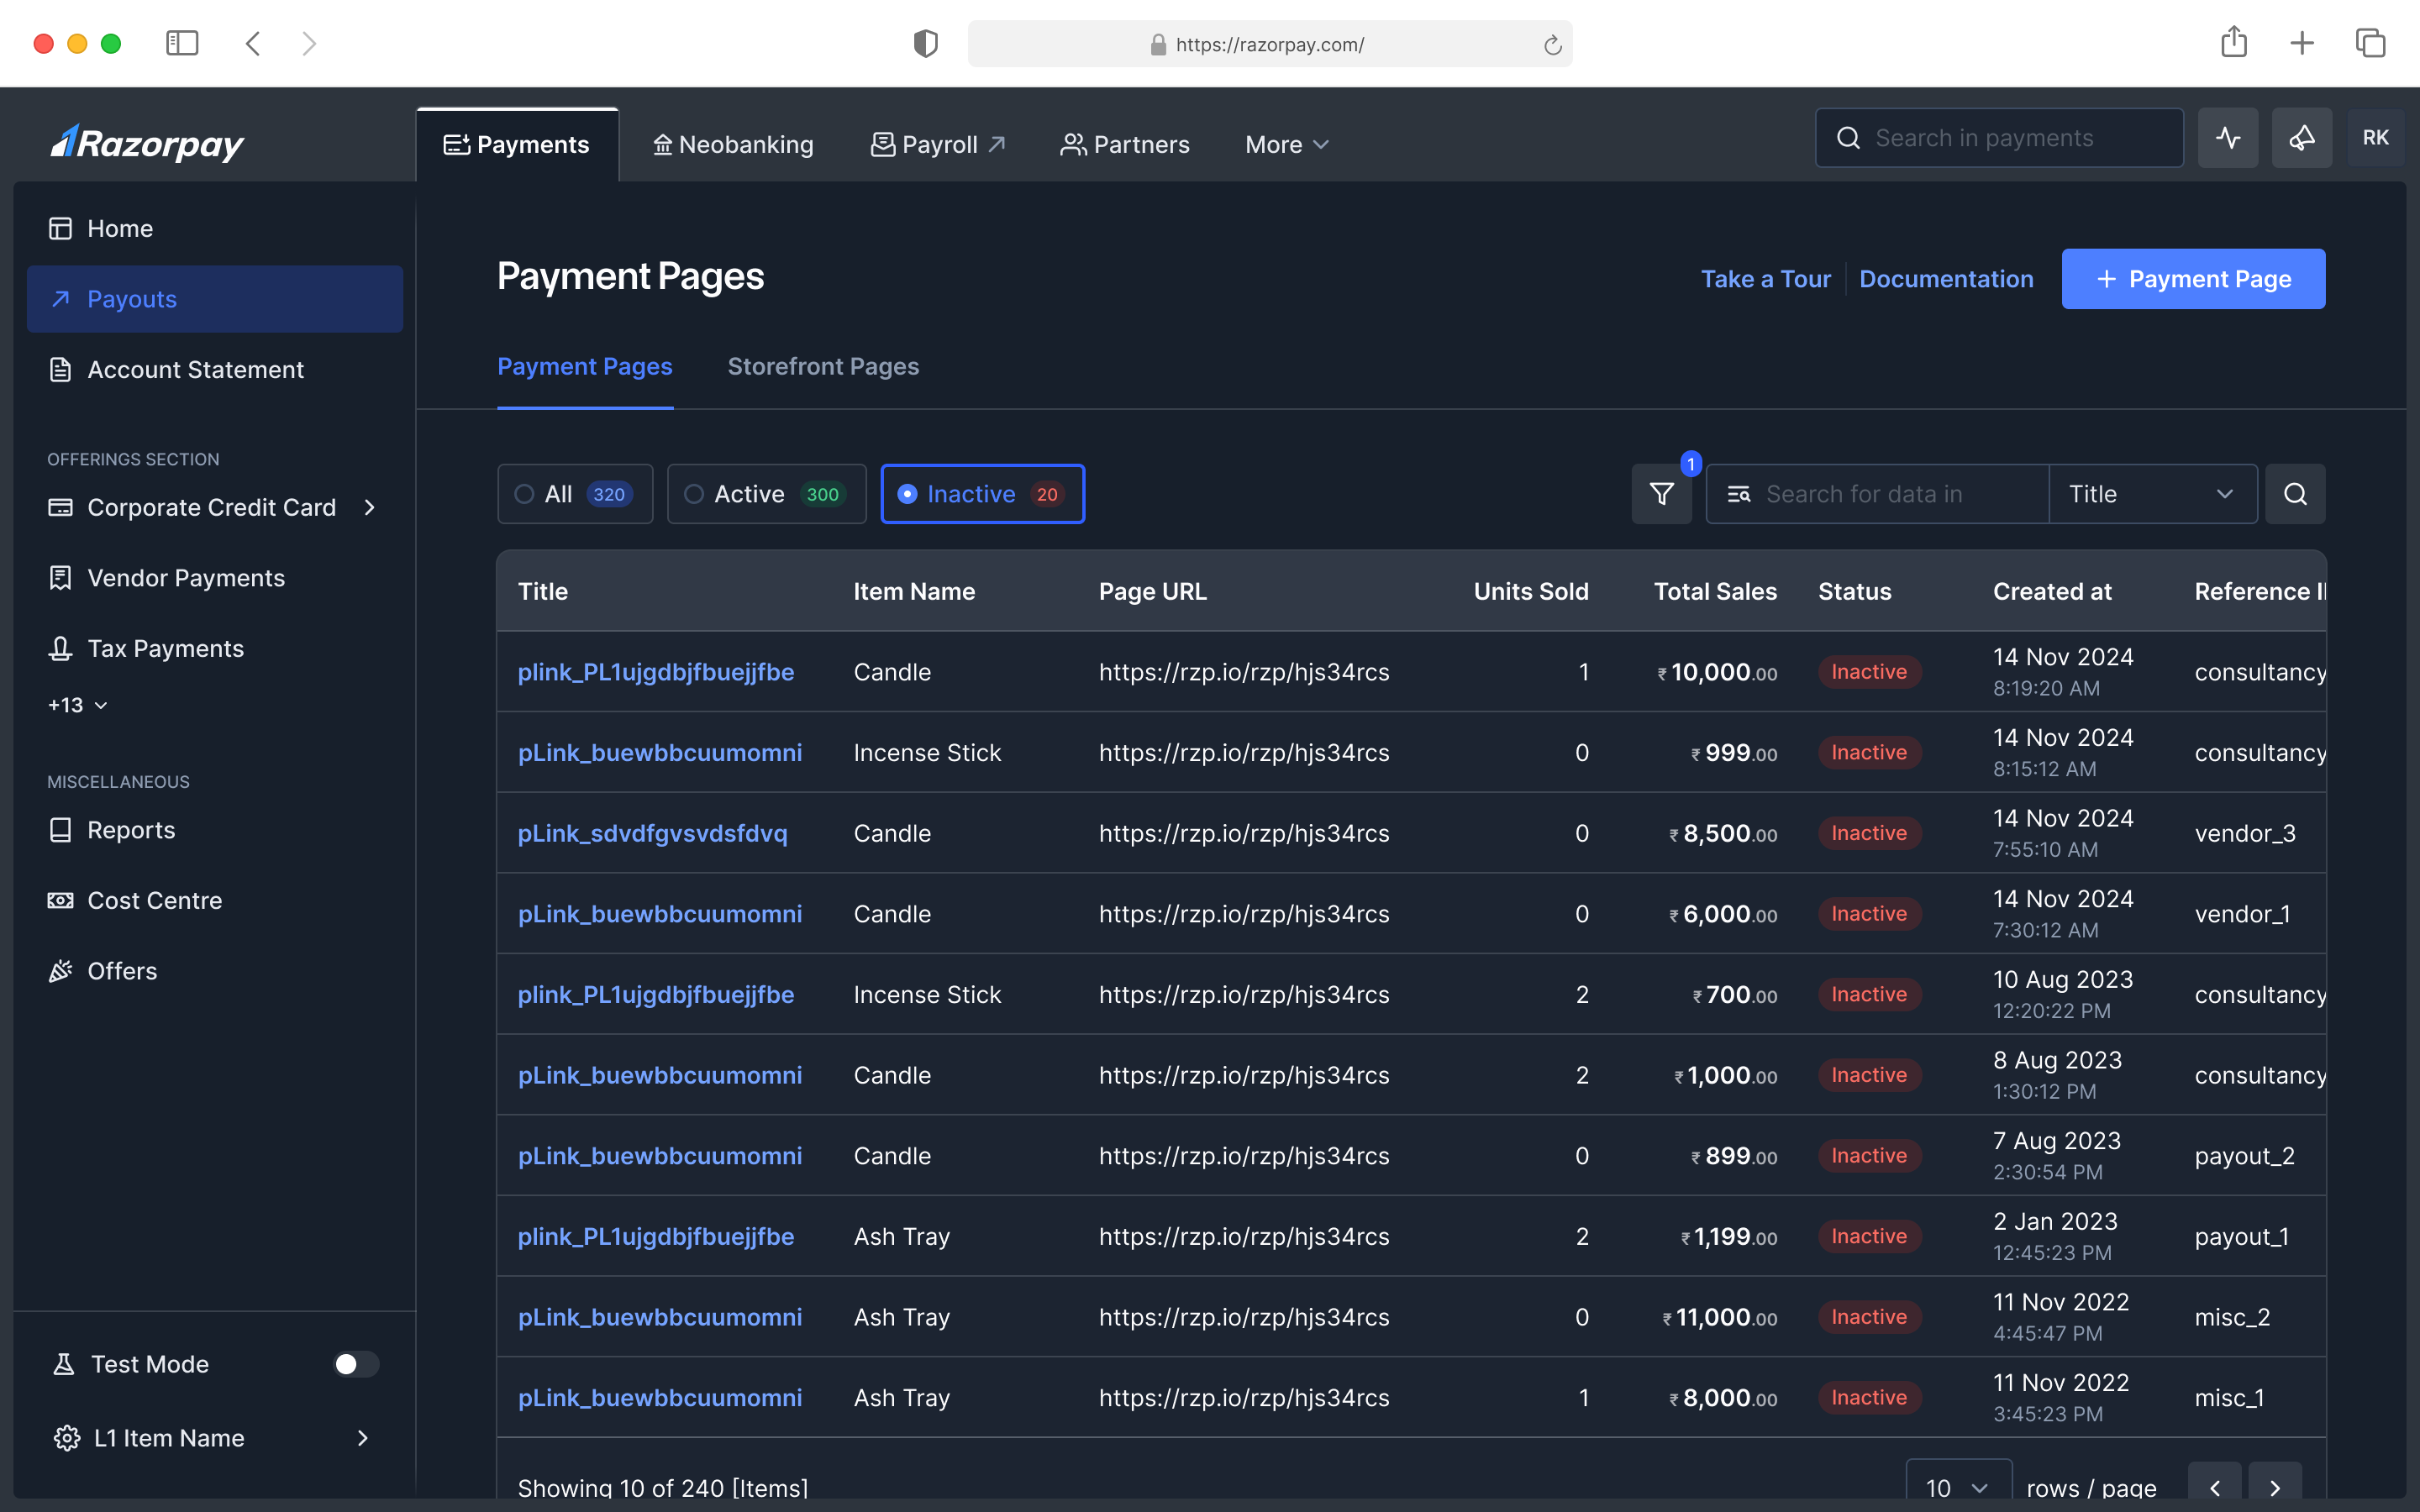 https://razorpay.com/
Razorpay
Payments
Neobanking
Payroll
Partners
More
Search in payments
RK
Home
Payouts
Account Statement
OFFERINGS SECTION
Corporate Credit Card
Vendor Payments
Tax Payments
+13
MISCELLANEOUS
Reports
Cost Centre
Offers
Test Mode
L1 Item Name
Payment Pages
Take a Tour
Documentation
+ Payment Page
Payment Pages
Storefront Pages
All 320
Active 300
Inactive 20
1
Search for data in
Title
Title Item Name Page URL Units Sold Total Sales Status Created at Reference I
plink_PL1ujgdbjfbuejjfbe Candle https://rzp.io/rzp/hjs34rcs 1 ₹10,000.00 Inactive 14 Nov 2024 consultancy
8:19:20 AM
pLink_buewbbcuumomni Incense Stick https://rzp.io/rzp/hjs34rcs 0 ₹999.00 Inactive 14 Nov 2024 consultancy
8:15:12 AM
pLink_sdvdfgvsvdsfdvq Candle https://rzp.io/rzp/hjs34rcs 0 ₹8,500.00 Inactive 14 Nov 2024 vendor_3
7:55:10 AM
pLink_buewbbcuumomni Candle https://rzp.io/rzp/hjs34rcs 0 ₹6,000.00 Inactive 14 Nov 2024 vendor_1
7:30:12 AM
plink_PL1ujgdbjfbuejjfbe Incense Stick https://rzp.io/rzp/hjs34rcs 2 ₹700.00 Inactive 10 Aug 2023 consultancy
12:20:22 PM
pLink_buewbbcuumomni Candle https://rzp.io/rzp/hjs34rcs 2 ₹1,000.00 Inactive 8 Aug 2023 consultancy
1:30:12 PM
pLink_buewbbcuumomni Candle https://rzp.io/rzp/hjs34rcs 0 ₹899.00 Inactive 7 Aug 2023 payout_2
2:30:54 PM
plink_PL1ujgdbjfbuejjfbe Ash Tray https://rzp.io/rzp/hjs34rcs 2 ₹1,199.00 Inactive 2 Jan 2023 payout_1
12:45:23 PM
pLink_buewbbcuumomni Ash Tray https://rzp.io/rzp/hjs34rcs 0 ₹11,000.00 Inactive 11 Nov 2022 misc_2
4:45:47 PM
pLink_buewbbcuumomni Ash Tray https://rzp.io/rzp/hjs34rcs 1 ₹8,000.00 Inactive 11 Nov 2022 misc_1
3:45:23 PM
Showing 10 of 240 [Items]
10 rows / page